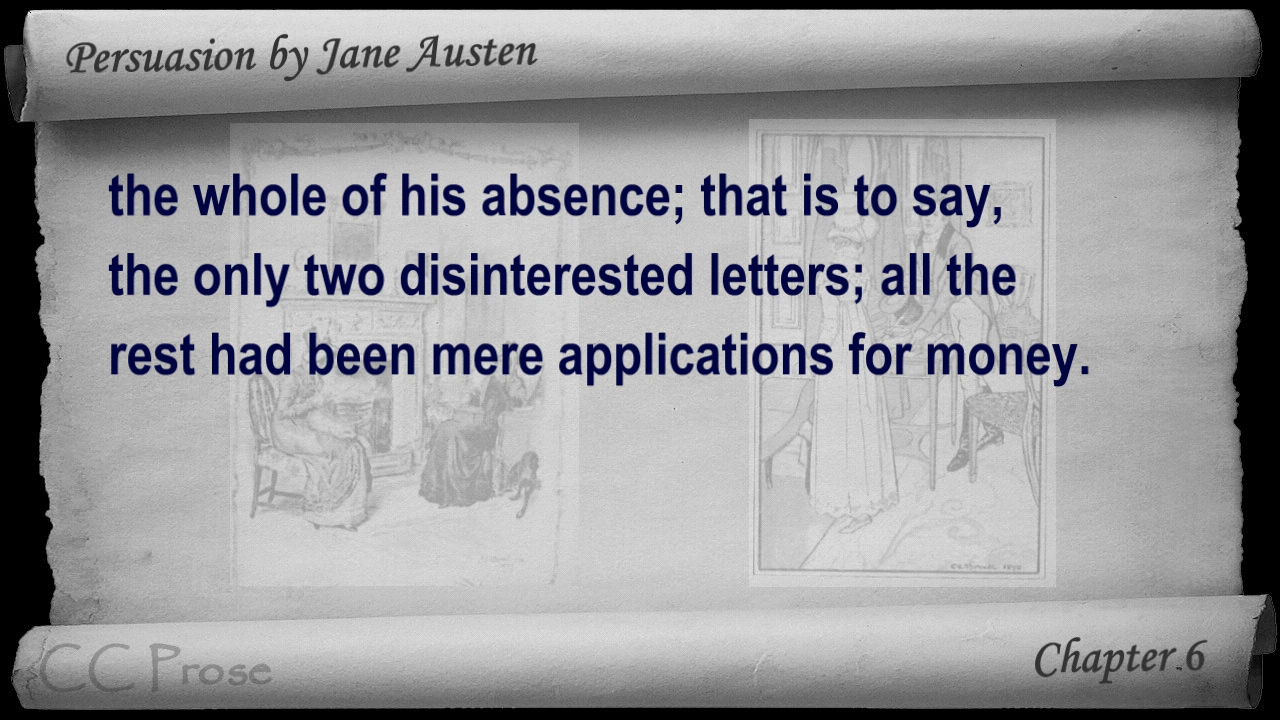 Persuasion by Jane Austen
the whole of his absence; that is to say,
the only two disinterested letters; all the
rest had been mere applications for money.
CC Prose
Chapter 6